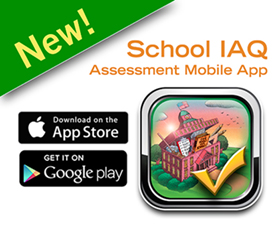 New!
School IAQ
Assessment Mobile App
Download on the
App Store
GET IT ON
Google play